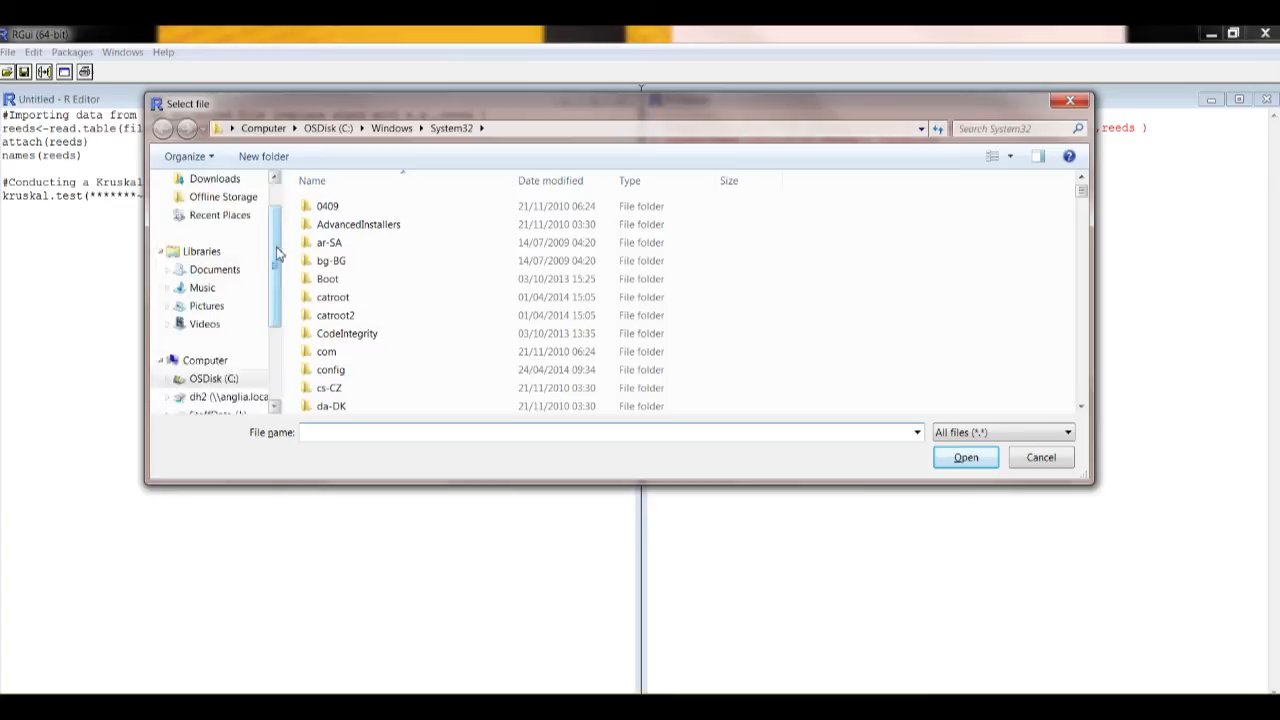 RGui (64-bit)
File Edit Packages Windows Help
Untitled - R Editor
#Importing data from
reeds<-read.table(fil
attach(reeds)
names(reeds)
#Conducting a Kruskal
kruskal.test(*******~
,reeds )
Select file
Computer OSDisk (C:) Windows System32
Search System32
Organize New folder
Downloads
Offline Storage
Recent Places
Libraries
Documents
Music
Pictures
Videos
Computer
OSDisk (C:)
dh2 (\\anglia.loca
Name Date modified Type Size
0409 21/11/2010 06:24 File folder
AdvancedInstallers 21/11/2010 03:30 File folder
ar-SA 14/07/2009 04:20 File folder
bg-BG 14/07/2009 04:20 File folder
Boot 03/10/2013 15:25 File folder
catroot 01/04/2014 15:05 File folder
catroot2 01/04/2014 15:05 File folder
CodeIntegrity 03/10/2013 13:35 File folder
com 21/11/2010 06:24 File folder
config 24/04/2014 09:34 File folder
cs-CZ 21/11/2010 03:30 File folder
da-DK 21/11/2010 03:30 File folder
File name:
All files (*.*)
Open Cancel